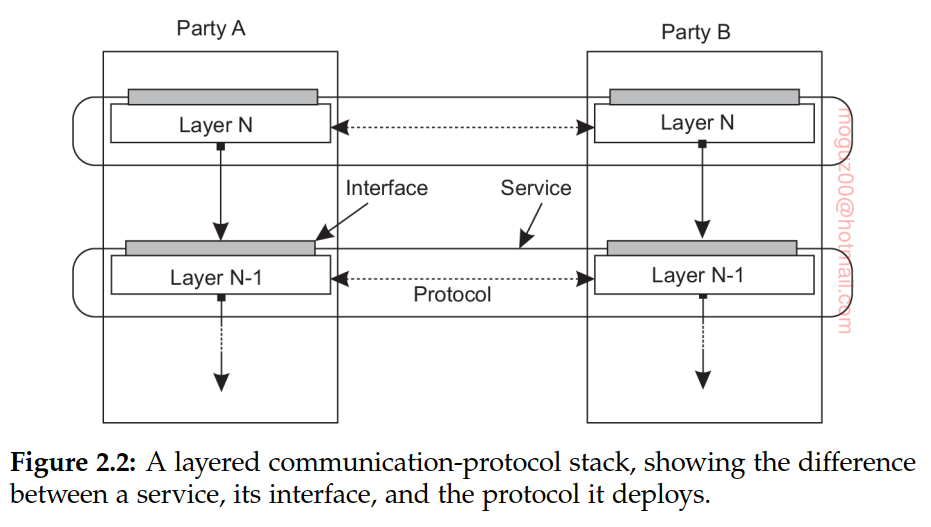 Party A
Party B
Layer N
Layer N
Interface
Service
Layer N-1
Layer N-1
Protocol
moguz00@hotmail.com
Figure 2.2: A layered communication-protocol stack, showing the difference
between a service, its interface, and the protocol it deploys.